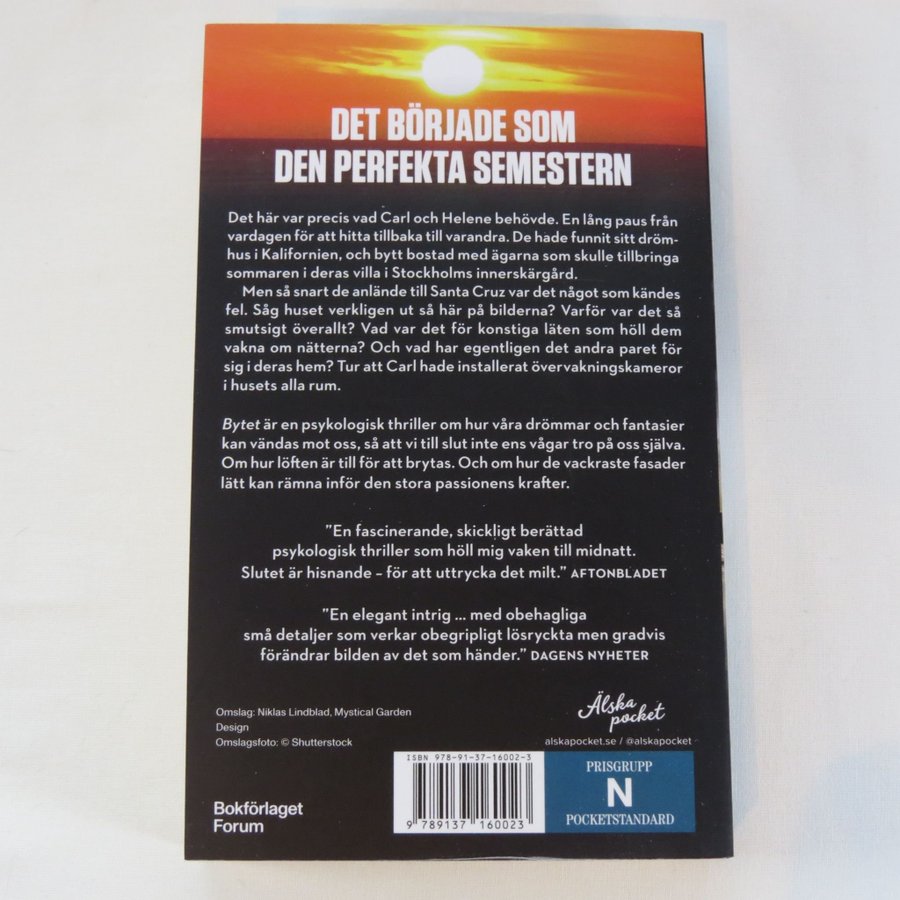 DET BÖRJADE SOM
DEN PERFEKTA SEMESTERN
Det här var precis vad Carl och Helene behövde. En lång paus från
vardagen för att hitta tillbaka till varandra. De hade funnit sitt dröm-
hus i Kalifornien, och bytt bostad med ägarna som skulle tillbringa
sommaren i deras villa i Stockholms innerskärgård.
Men så snart de anlände till Santa Cruz var det något som kändes
fel. Såg huset verkligen ut så här på bilderna? Varför var det så
smutsigt överallt? Vad var det för konstiga läten som höll dem
vakna om nätterna? Och vad har egentligen det andra paret för
sig i deras hem? Tur att Carl hade installerat övervakningskameror
i husets alla rum.
Bytet är en psykologisk thriller om hur våra drömmar och fantasier
kan vändas mot oss, så att vi till slut inte ens vågar tro på oss själva.
Om hur löften är till för att brytas. Och om hur de vackraste fasader
lätt kan rämna inför den stora passionens krafter.
”En fascinerande, skickligt berättad
psykologisk thriller som höll mig vaken till midnatt.
Slutet är hisnande – för att uttrycka det milt.” AFTONBLADET
”En elegant intrig ... med obehagliga
små detaljer som verkar obegripligt lösryckta men gradvis
förändrar bilden av det som händer.” DAGENS NYHETER
Omslag: Niklas Lindblad, Mystical Garden
Design
Omslagsfoto: © Shutterstock
Älska
pocket
alskapocket.se / @alskapocket
Bokförlaget
Forum
ISBN 978-91-37-16002-3
9 789137 160023
PRISGRUPP
N
POCKETSTANDARD